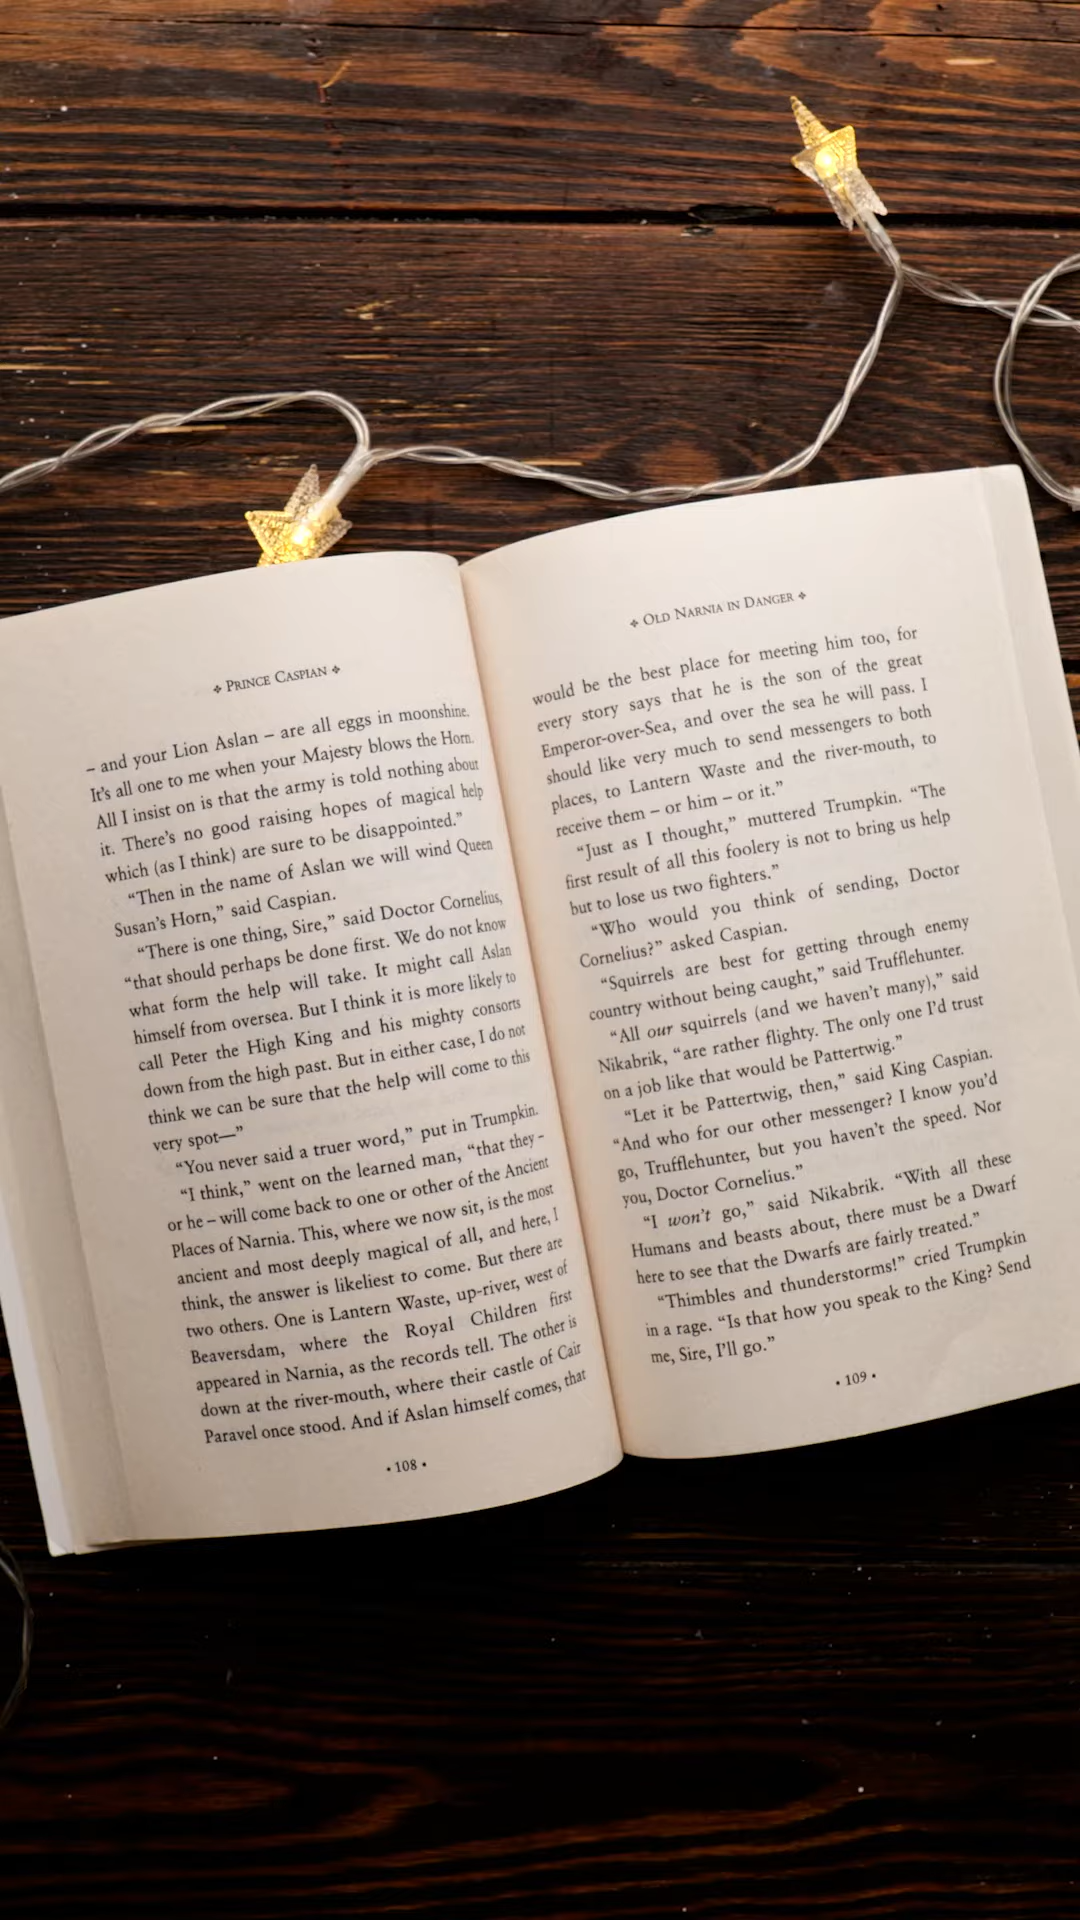 ❖ PRINCE CASPIAN ❖
– and your Lion Aslan – are all eggs in moonshine.
It's all one to me when your Majesty blows the Horn.
All I insist on is that the army is told nothing about
it. There's no good raising hopes of magical help
which (as I think) are sure to be disappointed.”
“Then in the name of Aslan we will wind Queen
Susan's Horn,” said Caspian.
“There is one thing, Sire,” said Doctor Cornelius,
“that should perhaps be done first. We do not know
what form the help will take. It might call Aslan
himself from oversea. But I think it is more likely to
call Peter the High King and his mighty consorts
down from the high past. But in either case, I do not
think we can be sure that the help will come to this
very spot—”
“You never said a truer word,” put in Trumpkin.
“I think,” went on the learned man, “that they –
or he – will come back to one or other of the Ancient
Places of Narnia. This, where we now sit, is the most
ancient and most deeply magical of all, and here, I
think, the answer is likeliest to come. But there are
two others. One is Lantern Waste, up-river, west of
Beaversdam, where the Royal Children first
appeared in Narnia, as the records tell. The other is
down at the river-mouth, where their castle of Cair
Paravel once stood. And if Aslan himself comes, that
• 108 •
❖ OLD NARNIA IN DANGER ❖
would be the best place for meeting him too, for
every story says that he is the son of the great
Emperor-over-Sea, and over the sea he will pass. I
should like very much to send messengers to both
places, to Lantern Waste and the river-mouth, to
receive them – or him – or it.”
“Just as I thought,” muttered Trumpkin. “The
first result of all this foolery is not to bring us help
but to lose us two fighters.”
“Who would you think of sending, Doctor
Cornelius?” asked Caspian.
“Squirrels are best for getting through enemy
country without being caught,” said Trufflehunter.
“All our squirrels (and we haven't many),” said
Nikabrik, “are rather flighty. The only one I'd trust
on a job like that would be Pattertwig.”
“Let it be Pattertwig, then,” said King Caspian.
“And who for our other messenger? I know you'd
go, Trufflehunter, but you haven't the speed. Nor
you, Doctor Cornelius.”
“I won't go,” said Nikabrik. “With all these
Humans and beasts about, there must be a Dwarf
here to see that the Dwarfs are fairly treated.”
“Thimbles and thunderstorms!” cried Trumpkin
in a rage. “Is that how you speak to the King? Send
me, Sire, I'll go.”
• 109 •